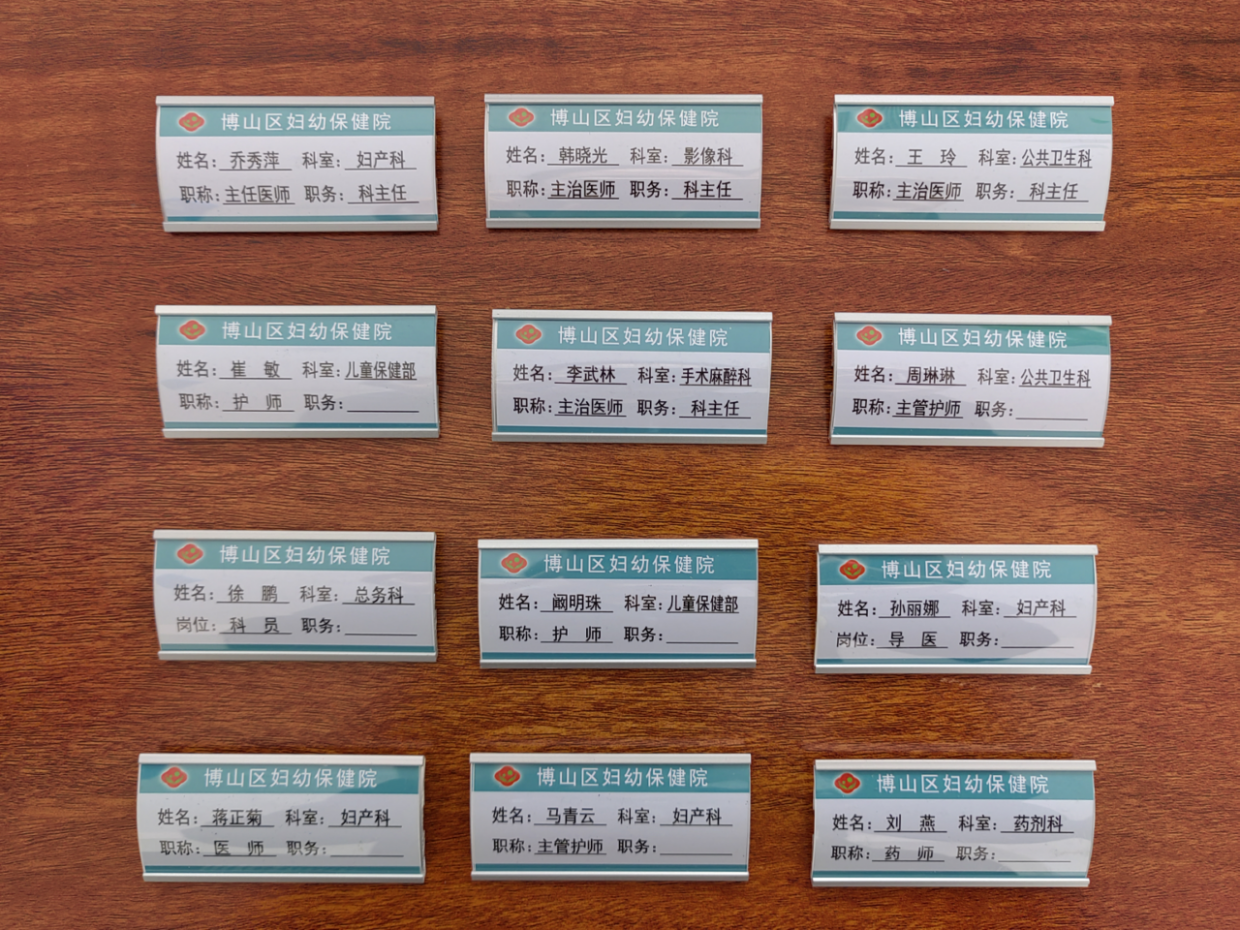 博山区妇幼保健院
姓名: 乔秀萍 科室: 妇产科
职称: 主任医师 职务: 科主任
博山区妇幼保健院
姓名: 韩晓光 科室: 影像科
职称: 主治医师 职务: 科主任
博山区妇幼保健院
姓名: 王 玲 科室: 公共卫生科
职称: 主治医师 职务: 科主任
博山区妇幼保健院
姓名: 崔 敏 科室: 儿童保健部
职称: 护 师 职务:
博山区妇幼保健院
姓名: 李武林 科室: 手术麻醉科
职称: 主治医师 职务: 科主任
博山区妇幼保健院
姓名: 周琳琳 科室: 公共卫生科
职称: 主管护师 职务:
博山区妇幼保健院
姓名: 徐 鹏 科室: 总务科
岗位: 科 员 职务:
博山区妇幼保健院
姓名: 阚明珠 科室: 儿童保健部
职称: 护 师 职务:
博山区妇幼保健院
姓名: 孙丽娜 科室: 妇产科
岗位: 导 医 职务:
博山区妇幼保健院
姓名: 蒋正菊 科室: 妇产科
职称: 医 师 职务:
博山区妇幼保健院
姓名: 马青云 科室: 妇产科
职称: 主管护师 职务:
博山区妇幼保健院
姓名: 刘 燕 科室: 药剂科
职称: 药 师 职务: